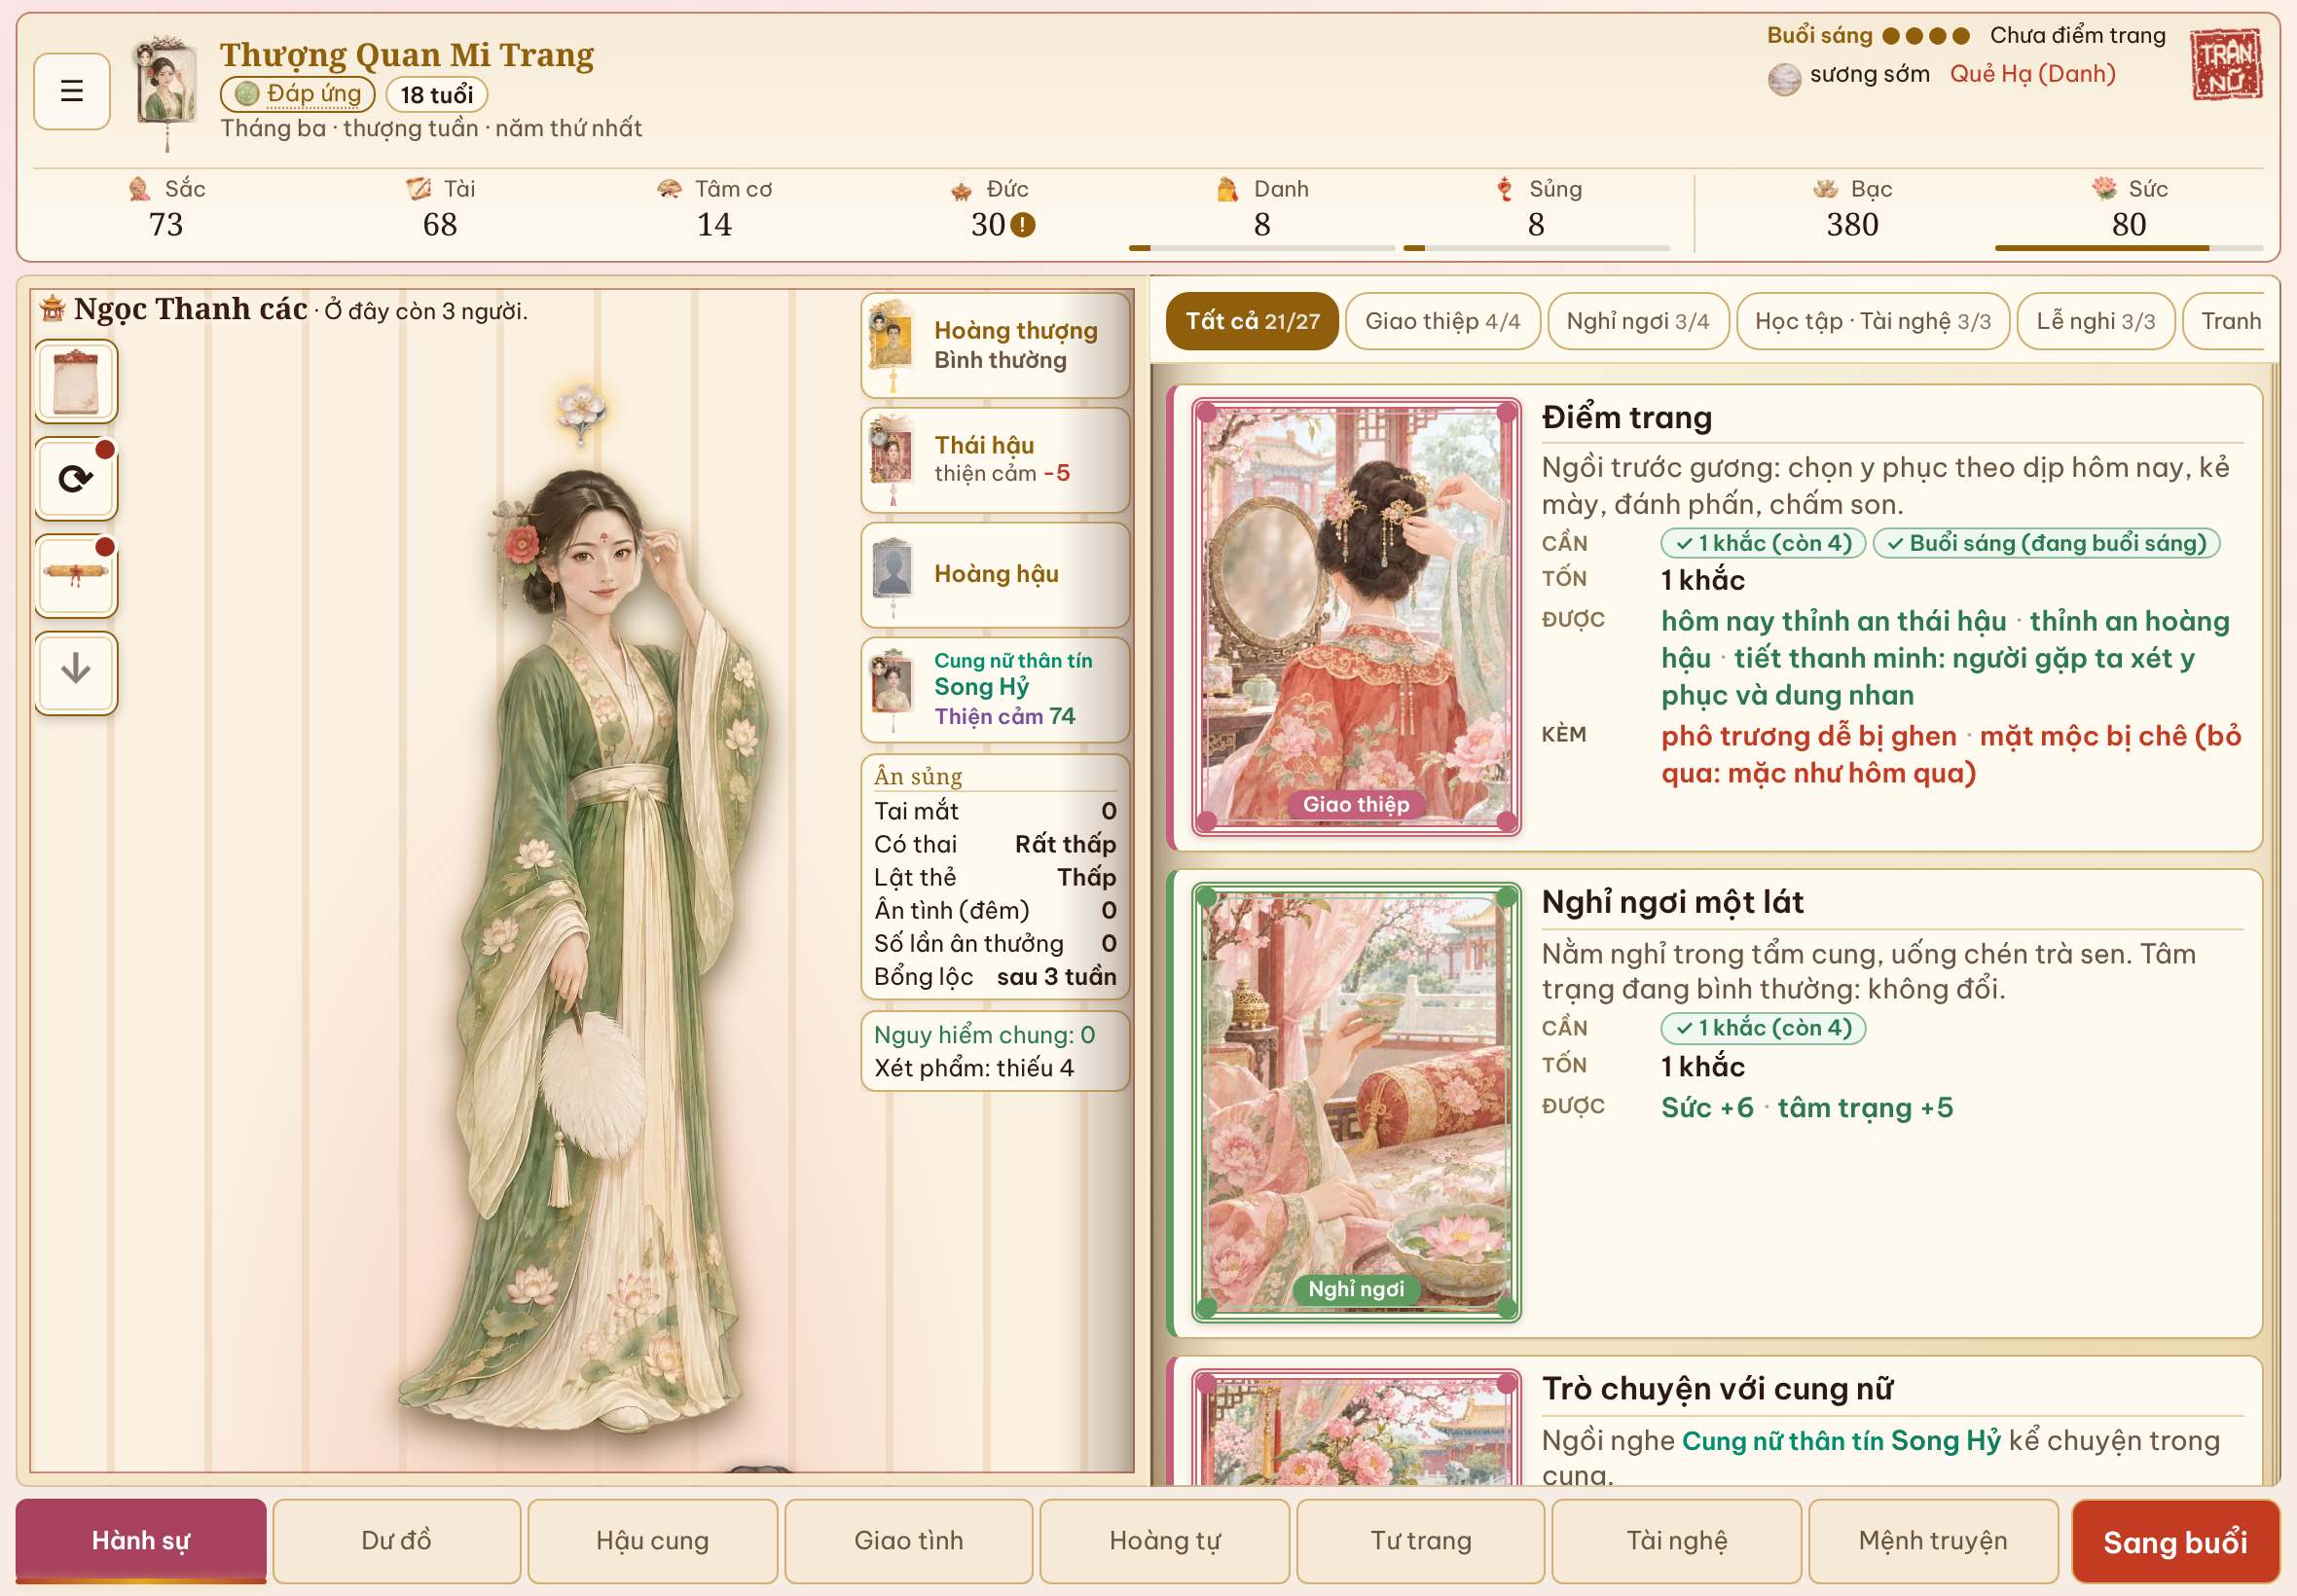 Thượng Quan Mi Trang
Đáp ứng
18 tuổi
Tháng ba · thượng tuần · năm thứ nhất
Buổi sáng
Chưa điểm trang
sương sớm
Quẻ Hạ (Danh)
TRÂN
NỮ
Sắc
73
Tài
68
Tâm cơ
14
Đức
30 !
Danh
8
Sủng
8
Bạc
380
Sức
80
Ngọc Thanh các · Ở đây còn 3 người.
Hoàng thượng
Bình thường
Thái hậu
thiện cảm -5
Hoàng hậu
Cung nữ thân tín
Song Hỷ
Thiện cảm 74
Ân sủng
Tai mắt 0
Có thai Rất thấp
Lật thẻ Thấp
Ân tình (đêm) 0
Số lần ân thưởng 0
Bổng lộc sau 3 tuần
Nguy hiểm chung: 0
Xét phẩm: thiếu 4
Tất cả 21/27
Giao thiệp 4/4
Nghỉ ngơi 3/4
Học tập · Tài nghệ 3/3
Lễ nghi 3/3
Tranh
Giao thiệp
Điểm trang
Ngồi trước gương: chọn y phục theo dịp hôm nay, kẻ
mày, đánh phấn, chấm son.
CẦN ✓ 1 khắc (còn 4) ✓ Buổi sáng (đang buổi sáng)
TỐN 1 khắc
ĐƯỢC hôm nay thỉnh an thái hậu · thỉnh an hoàng
hậu · tiết thanh minh: người gặp ta xét y
phục và dung nhan
KÈM phô trương dễ bị ghen · mặt mộc bị chê (bỏ
qua: mặc như hôm qua)
Nghỉ ngơi
Nghỉ ngơi một lát
Nằm nghỉ trong tẩm cung, uống chén trà sen. Tâm
trạng đang bình thường: không đổi.
CẦN ✓ 1 khắc (còn 4)
TỐN 1 khắc
ĐƯỢC Sức +6 · tâm trạng +5
Trò chuyện với cung nữ
Ngồi nghe Cung nữ thân tín Song Hỷ kể chuyện trong
cung.
Hành sự
Dư đồ
Hậu cung
Giao tình
Hoàng tự
Tư trang
Tài nghệ
Mệnh truyện
Sang buổi